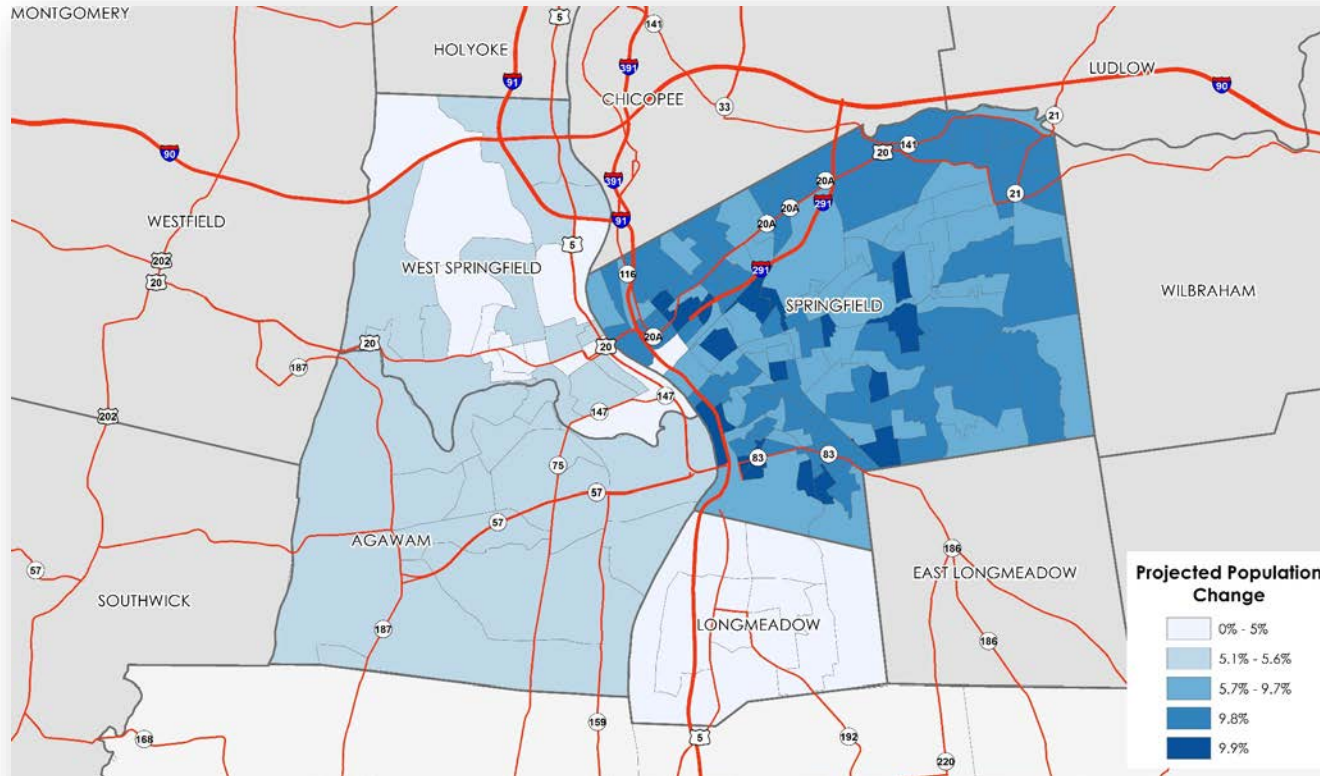 MONTGOMERY
5
141
HOLYOKE
91
391
LUDLOW
CHICOPEE
33
90
21
90
141
20
391
20A
21
20A
291
WESTFIELD
91
20A
5
202
WEST SPRINGFIELD
116
291
20
SPRINGFIELD
WILBRAHAM
20A
20
20
187
147
147
202
83
83
75
57
57
AGAWAM
186
57
EAST LONGMEADOW
SOUTHWICK
LONGMEADOW
187
186
159
5
168
192
220
Projected Population
Change
0% - 5%
5.1% - 5.6%
5.7% - 9.7%
9.8%
9.9%